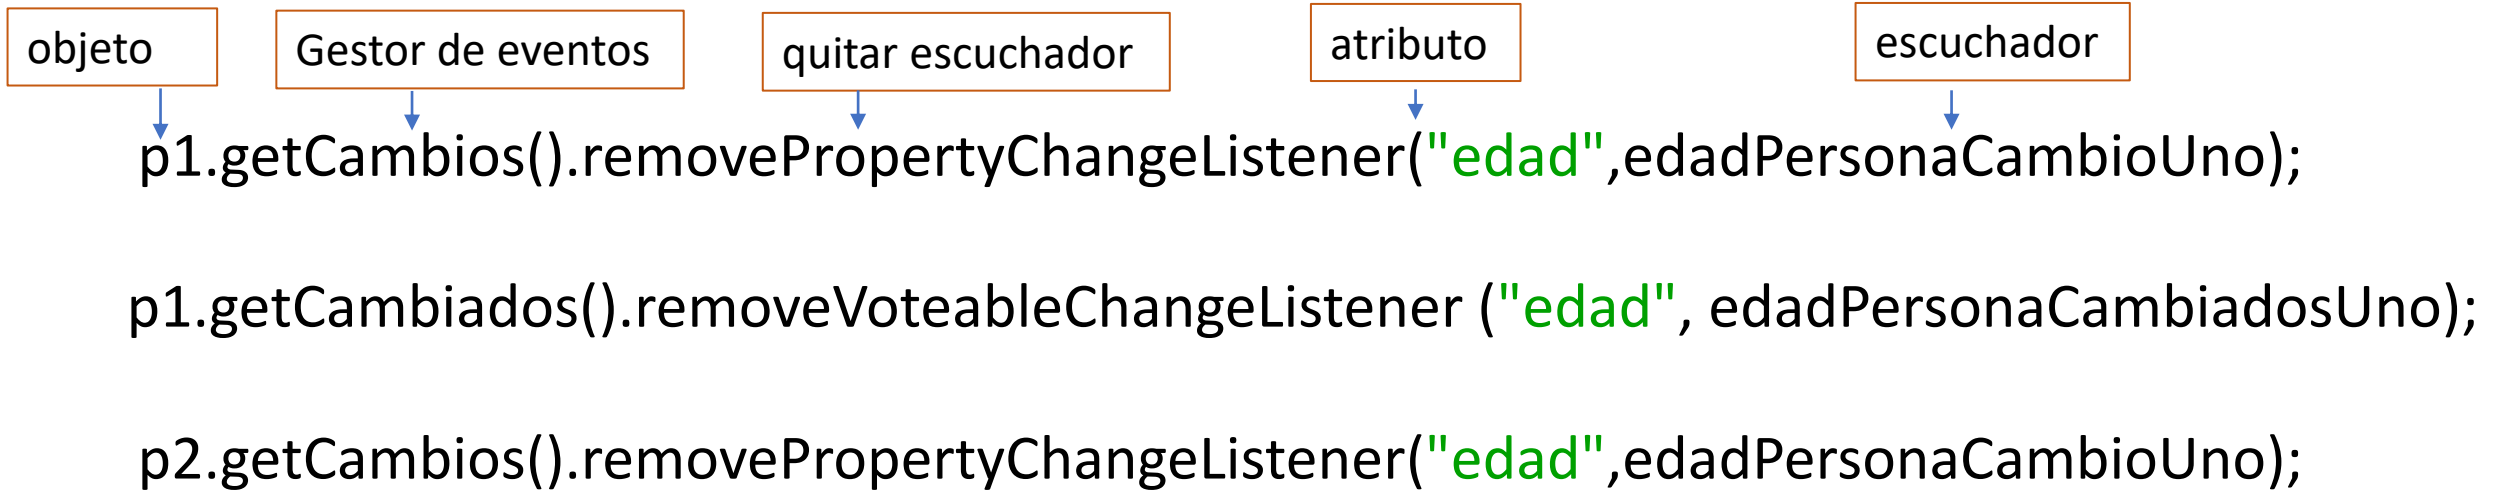 objeto
Gestor de eventos
quitar escuchador
atributo
escuchador
p1.getCambios().removePropertyChangeListener("edad",edadPersonaCambioUno);
p1.getCambiados().removeVoteableChangeListener ("edad", edadPersonaCambiadoUno);
p2.getCambios().removePropertyChangeListener("edad",edadPersonaCambioUno);